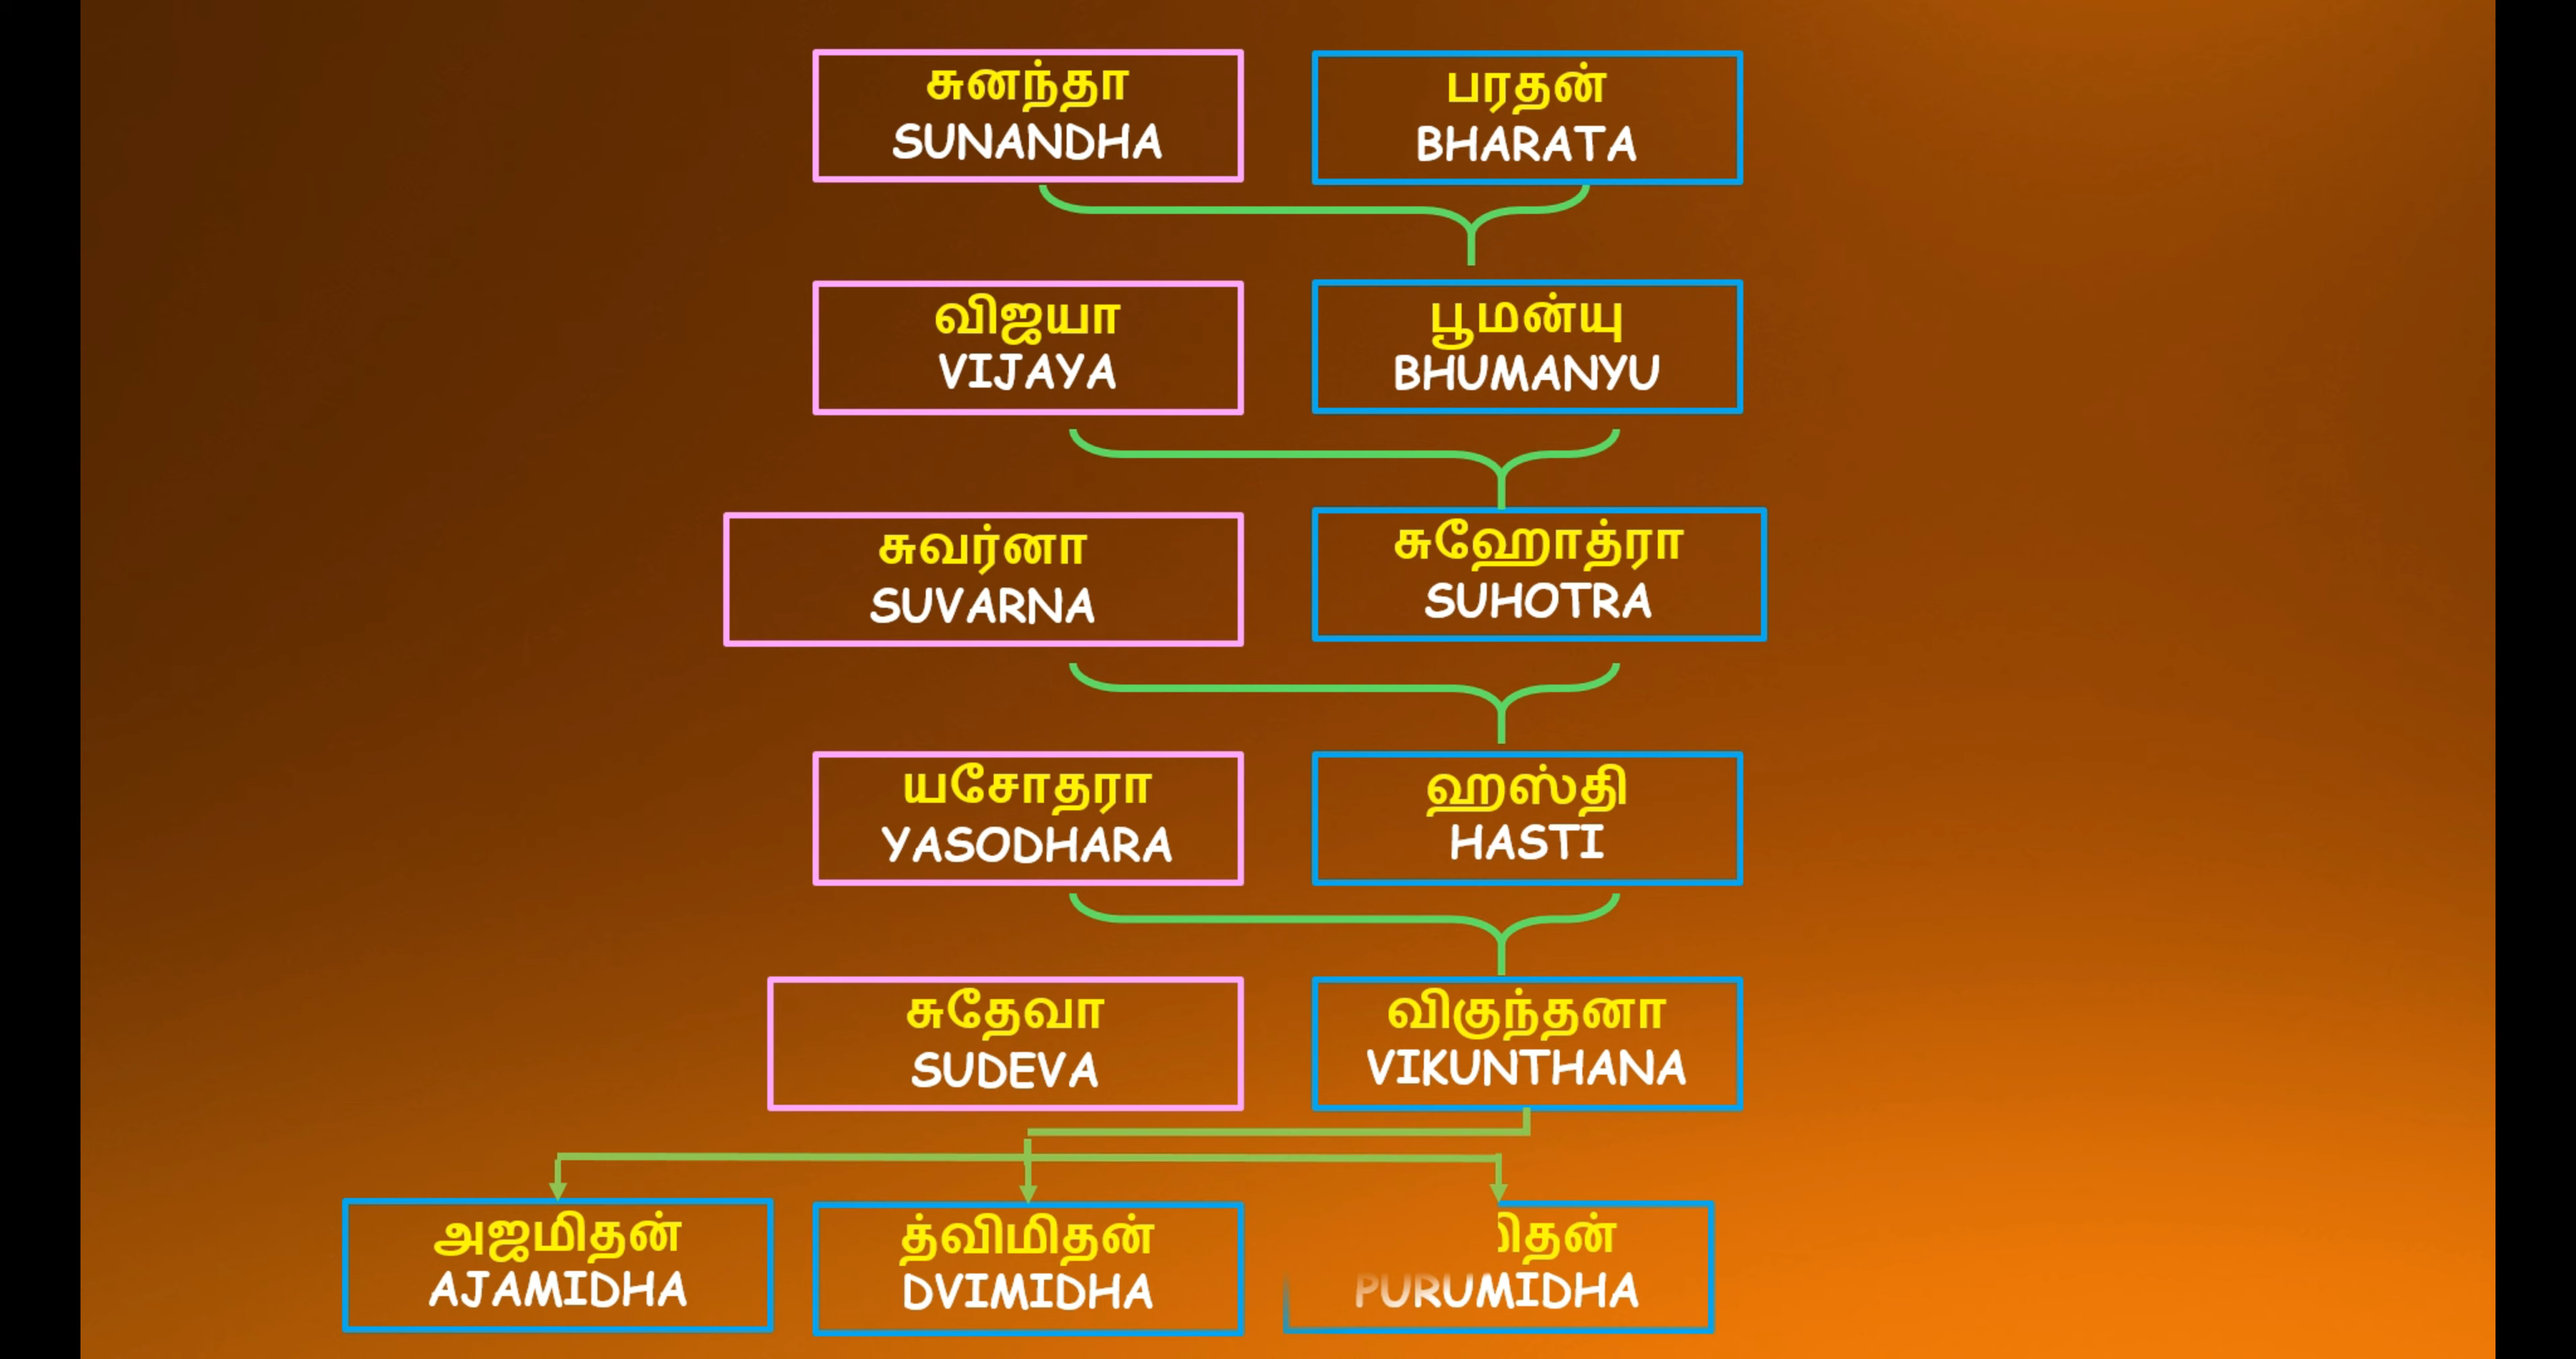 சுனந்தா
SUNANDHA
பரதன்
BHARATA
விஜயா
VIJAYA
பூமன்யு
BHUMANYU
சுவர்னா
SUVARNA
சுஹோத்ரா
SUHOTRA
யசோதரா
YASODHARA
ஹஸ்தி
HASTI
சுதேவா
SUDEVA
விகுந்தனா
VIKUNTHANA
அஜமிதன்
AJAMIDHA
த்விமிதன்
DVIMIDHA
PURUMIDHA